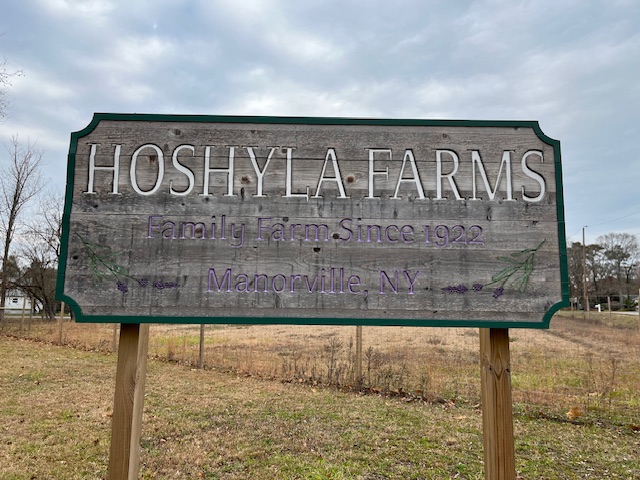 HOSHYLA FARMS
Family Farm Since 1922
Manorville, NY